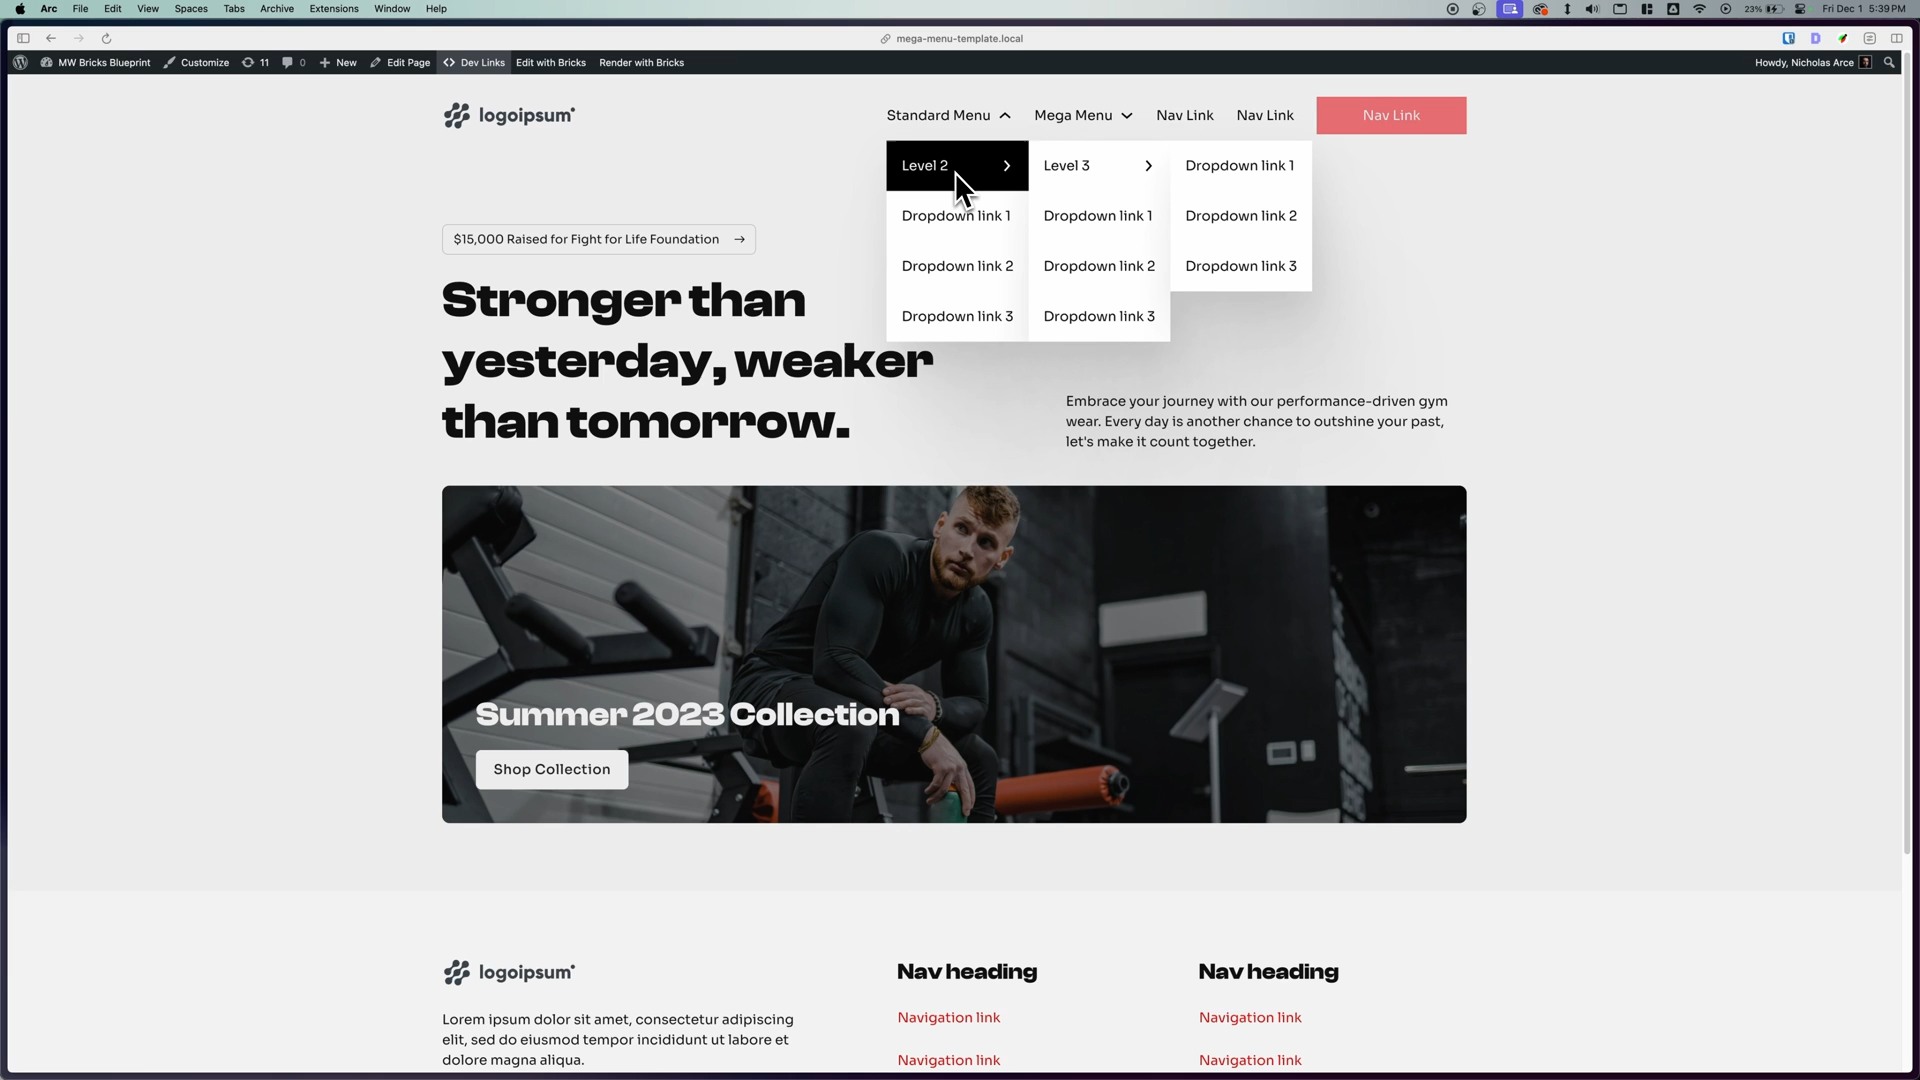 Arc File Edit View Spaces Tabs Archive Extensions Window Help 23% Fri Dec 1 5:39 PM
mega-menu-template.local
MW Bricks Blueprint Customize 11 0 New Edit Page Dev Links Edit with Bricks Render with Bricks Howdy, Nicholas Arce
logoipsum Standard Menu Mega Menu Nav Link Nav Link Nav Link
Level 2 Level 3 Dropdown link 1
Dropdown link 1 Dropdown link 1 Dropdown link 2
Dropdown link 2 Dropdown link 2 Dropdown link 3
Dropdown link 3 Dropdown link 3
$15,000 Raised for Fight for Life Foundation →
Stronger than
yesterday, weaker
than tomorrow.
Embrace your journey with our performance-driven gym
wear. Every day is another chance to outshine your past,
let's make it count together.
Summer 2023 Collection
Shop Collection
logoipsum
Lorem ipsum dolor sit amet, consectetur adipiscing
elit, sed do eiusmod tempor incididunt ut labore et
dolore magna aliqua.
Nav heading
Navigation link
Navigation link
Nav heading
Navigation link
Navigation link